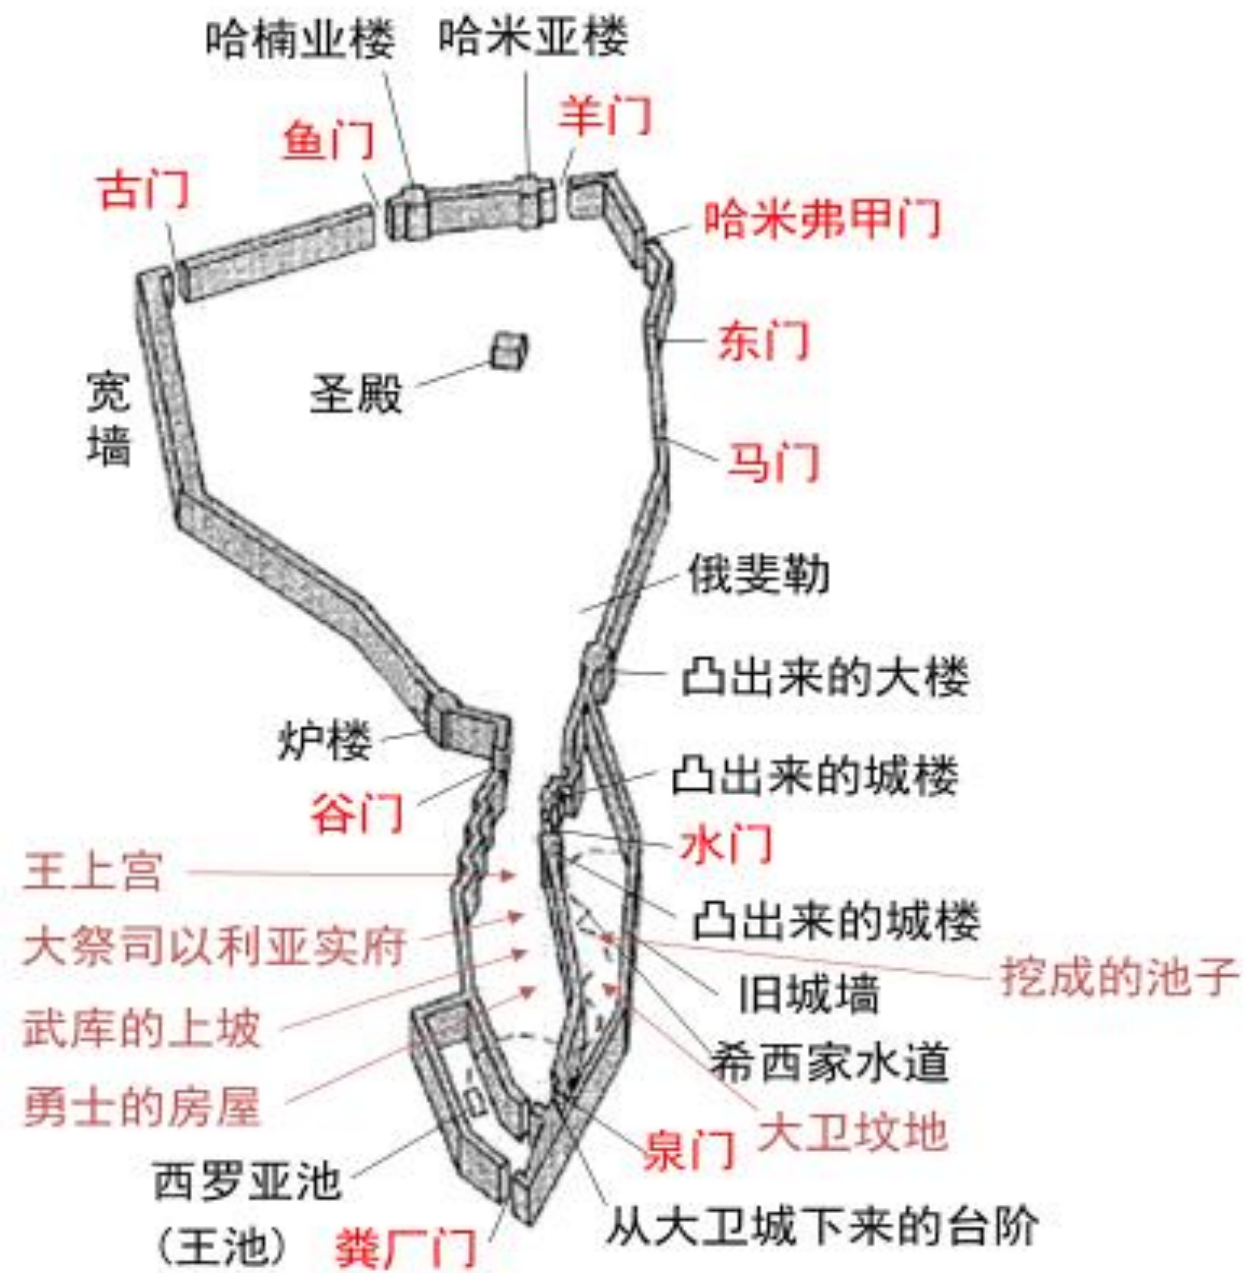 哈楠业楼
哈米亚楼
羊门
鱼门
古门
哈米弗甲门
东门
宽墙
圣殿
马门
俄斐勒
凸出来的大楼
炉楼
凸出来的城楼
谷门
水门
王上宫
凸出来的城楼
大祭司以利亚实府
挖成的池子
旧城墙
武库的上坡
希西家水道
勇士的房屋
大卫坟地
泉门
西罗亚池
(王池)
从大卫城下来的台阶
粪厂门